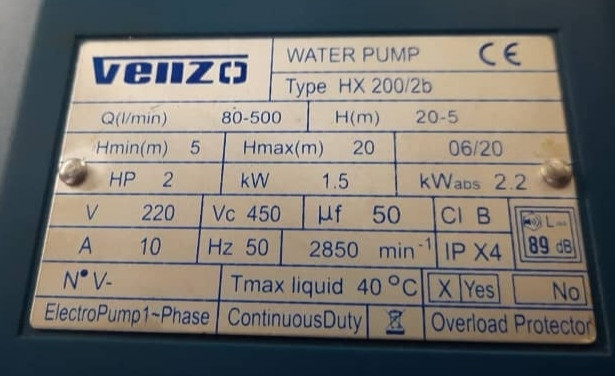 venzo
WATER PUMP CE
Type HX 200/2b
Q(l/min) 80-500 H(m) 20-5
Hmin(m) 5 Hmax(m) 20 06/20
HP 2 kW 1.5 kWabs 2.2
V 220 Vc 450 µf 50 Cl B
L
A 10 Hz 50 2850 min-1 IP X4 89 dB
N° V- Tmax liquid 40 °C X Yes No
ElectroPump1~Phase ContinuousDuty Overload Protector